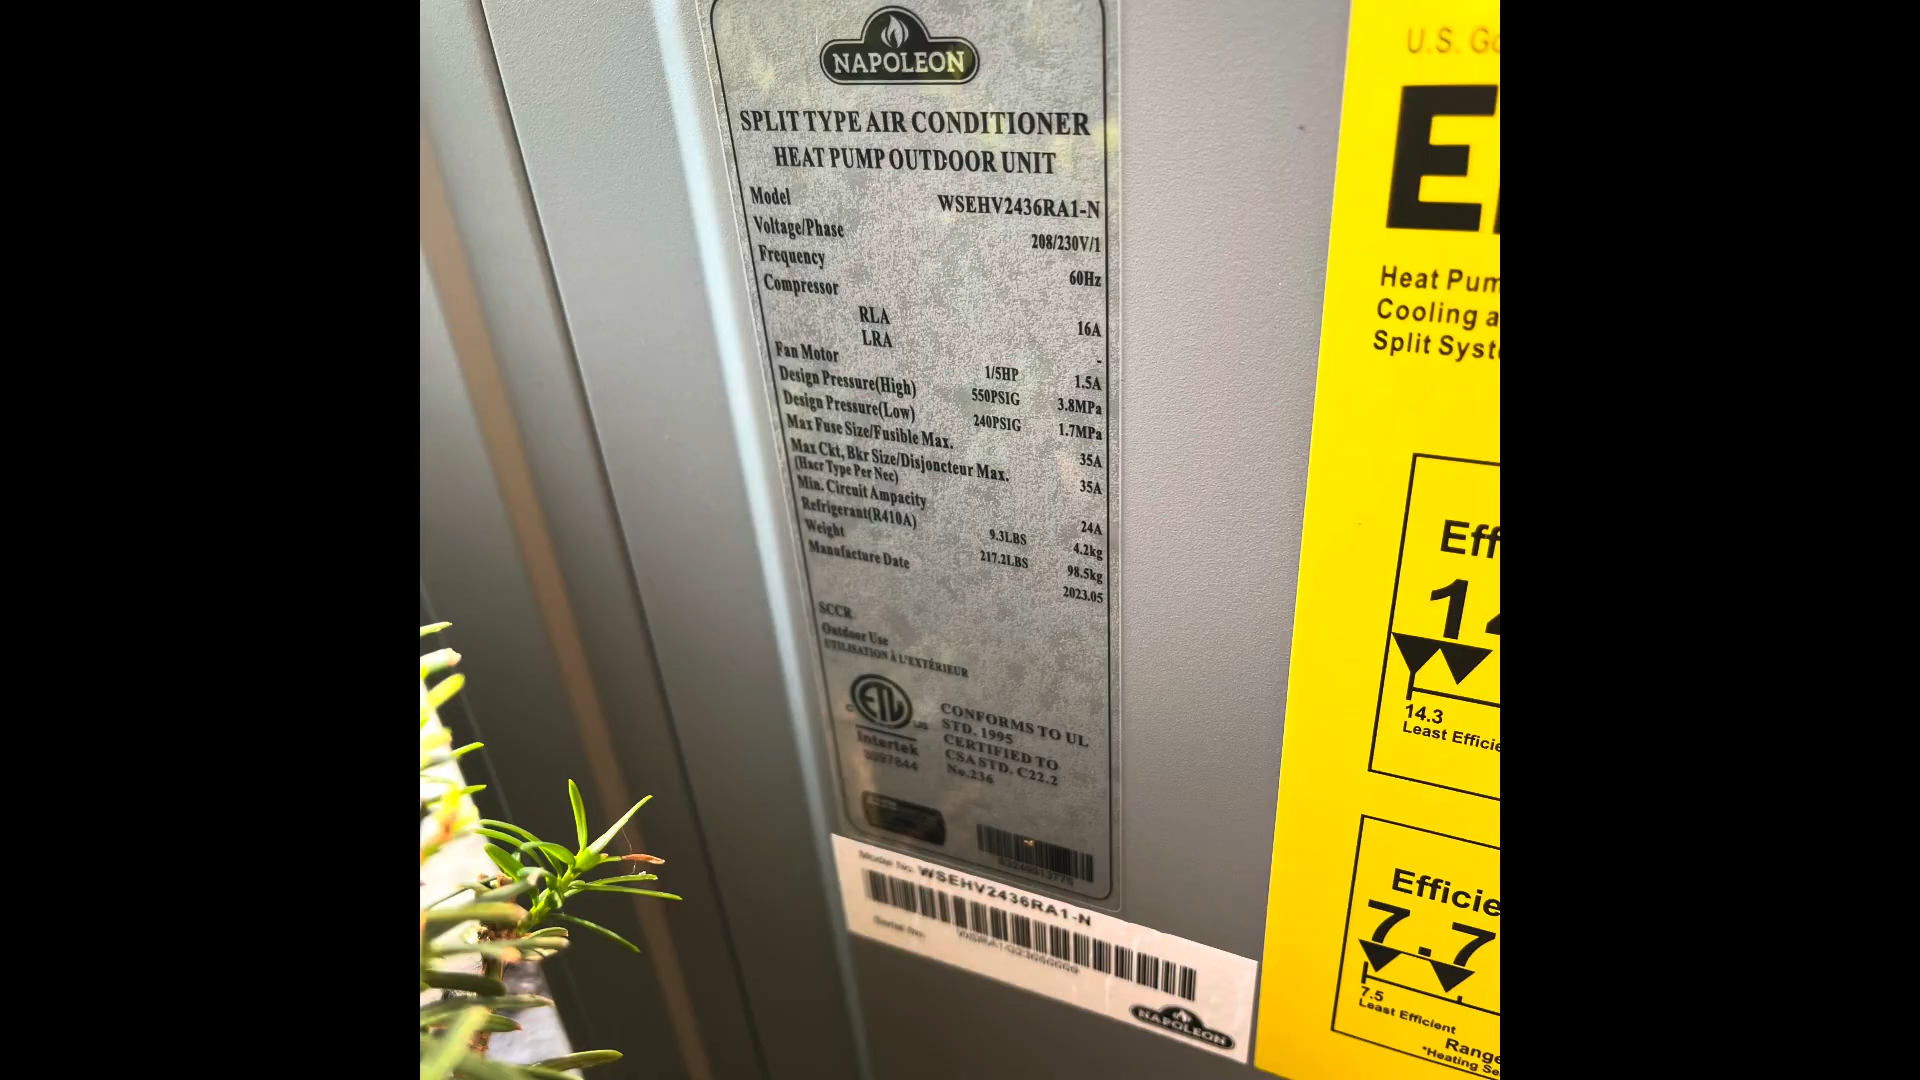 NAPOLEON
SPLIT TYPE AIR CONDITIONER
HEAT PUMP OUTDOOR UNIT
Model WSEHV2436RA1-N
Voltage/Phase 208/230V/1
Frequency 60Hz
Compressor
RLA 16A
LRA -
Fan Motor 1/5HP 1.5A
Design Pressure(High) 550PSIG 3.8MPa
Design Pressure(Low) 240PSIG 1.7MPa
Max Fuse Size/Fusible Max. 35A
Max Ckt, Bkr Size/Disjoncteur Max. 35A
(Hacr Type Per Nec)
Min. Circuit Ampacity 24A
Refrigerant(R410A) 9.3LBS 4.2kg
Weight 217.2LBS 98.5kg
Manufacture Date 2023.05
SCCR
Outdoor Use
UTILISATION À L'EXTÉRIEUR
C ETL US
Intertek
CONFORMS TO UL
STD. 1995
CERTIFIED TO
CSA STD. C22.2
No.236
Model No. WSEHV2436RA1-N
Serial No.
NAPOLEON
U.S. Go
E
Heat Pum
Cooling a
Split Syst
Eff
14
14.3
Least Efficie
Efficie
7.7
7.5
Least Efficient
Range
*Heating Se